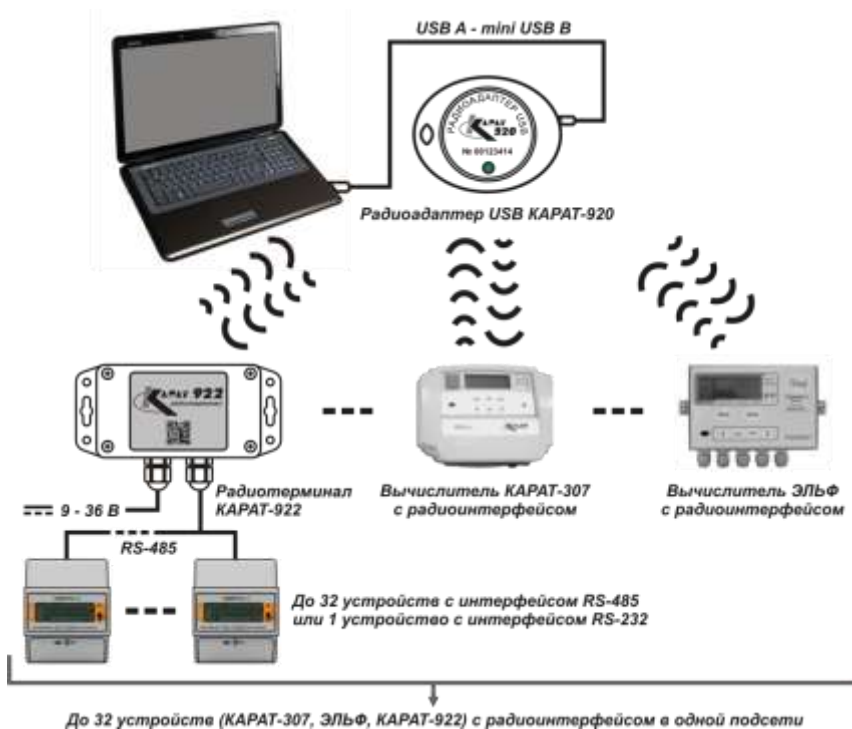 USB A - mini USB B
РАДИОАДАПТЕР USB
КАРАТ
920
№ 00123414
Радиоадаптер USB КАРАТ-920
КАРАТ 922
Радиотерминал
КАРАТ-922
Вычислитель КАРАТ-307
с радиоинтерфейсом
Вычислитель ЭЛЬФ
с радиоинтерфейсом
9 - 36 В
RS-485
До 32 устройств с интерфейсом RS-485
или 1 устройство с интерфейсом RS-232
До 32 устройств (КАРАТ-307, ЭЛЬФ, КАРАТ-922) с радиоинтерфейсом в одной подсети